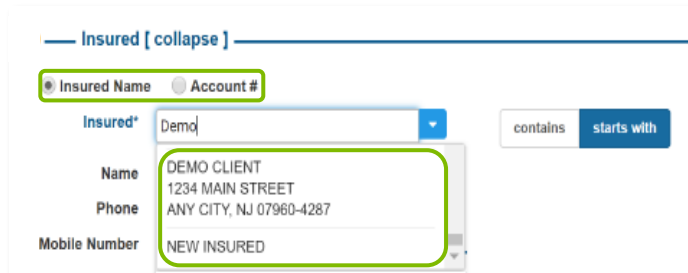 Insured [ collapse ]
Insured Name Account #
Insured* Demo contains starts with
Name DEMO CLIENT
1234 MAIN STREET
Phone ANY CITY, NJ 07960-4287
Mobile Number NEW INSURED